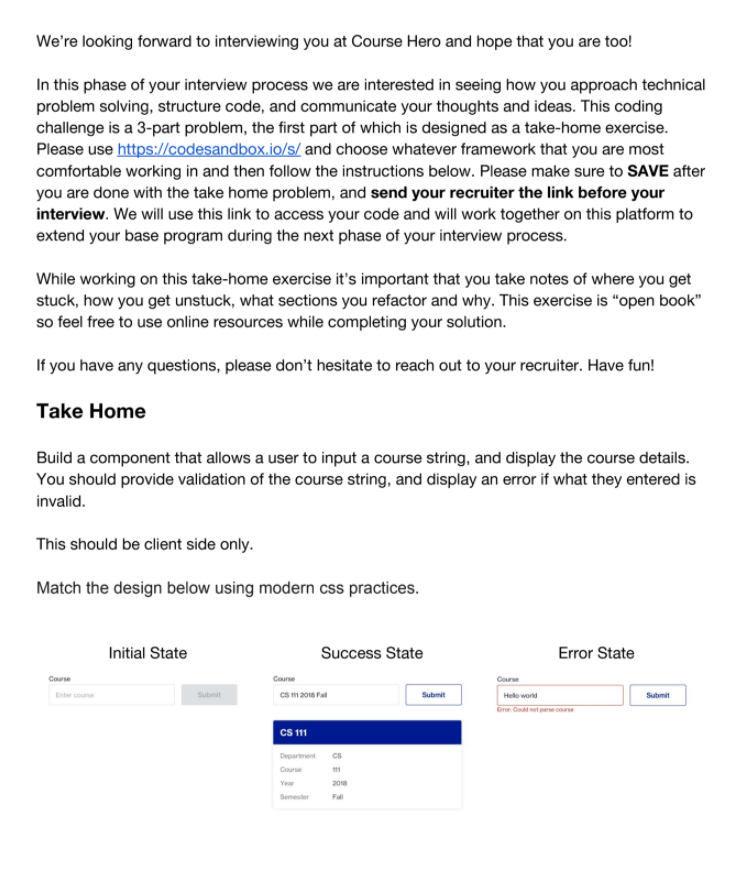 We’re looking forward to interviewing you at Course Hero and hope that you are too!
In this phase of your interview process we are interested in seeing how you approach technical
problem solving, structure code, and communicate your thoughts and ideas. This coding
challenge is a 3-part problem, the first part of which is designed as a take-home exercise.
Please use https://codesandbox.io/s/ and choose whatever framework that you are most
comfortable working in and then follow the instructions below. Please make sure to SAVE after
you are done with the take home problem, and send your recruiter the link before your
interview. We will use this link to access your code and will work together on this platform to
extend your base program during the next phase of your interview process.
While working on this take-home exercise it’s important that you take notes of where you get
stuck, how you get unstuck, what sections you refactor and why. This exercise is “open book”
so feel free to use online resources while completing your solution.
If you have any questions, please don’t hesitate to reach out to your recruiter. Have fun!
Take Home
Build a component that allows a user to input a course string, and display the course details.
You should provide validation of the course string, and display an error if what they entered is
invalid.
This should be client side only.
Match the design below using modern css practices.
Initial State Success State Error State
Course Course Course
Enter course Submit CS 111 2018 Fall Submit Hello world Submit
Error: Could not parse course
CS 111
Department CS
Course 111
Year 2018
Semester Fall